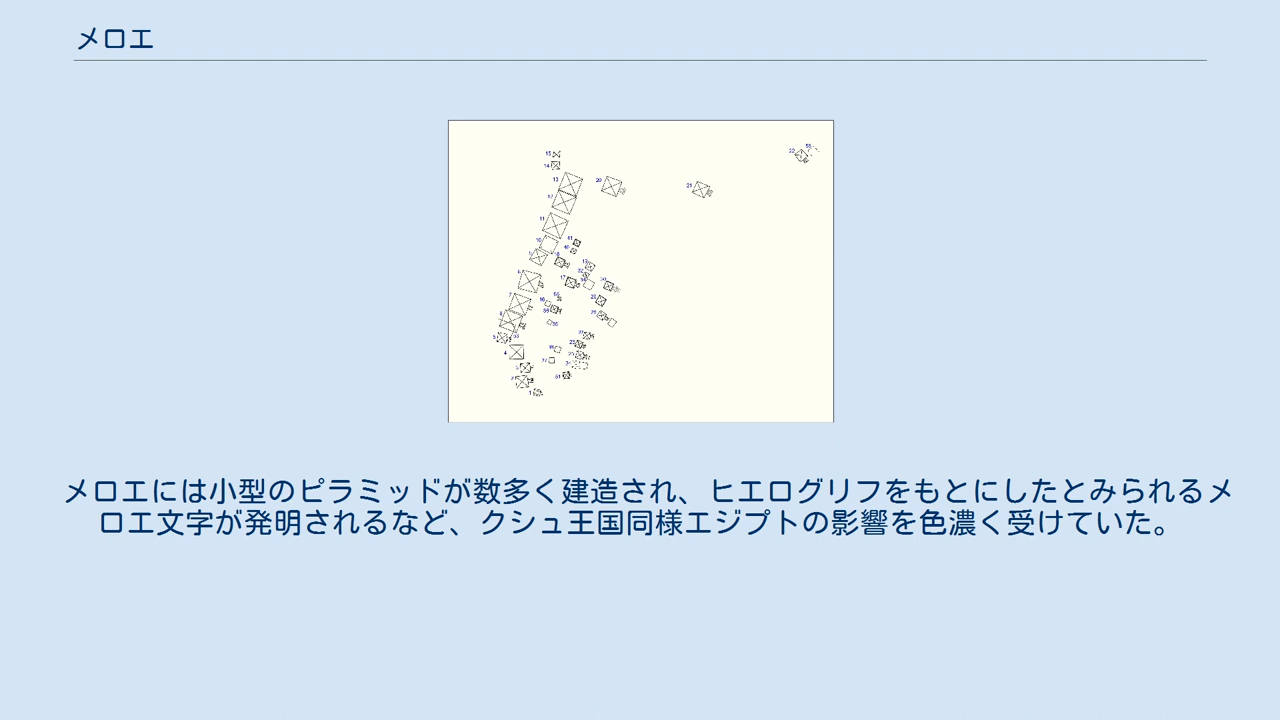 メロエ
メロエには小型のピラミッドが数多く建造され、ヒエログリフをもとにしたとみられるメ
ロエ文字が発明されるなど、クシュ王国同様エジプトの影響を色濃く受けていた。